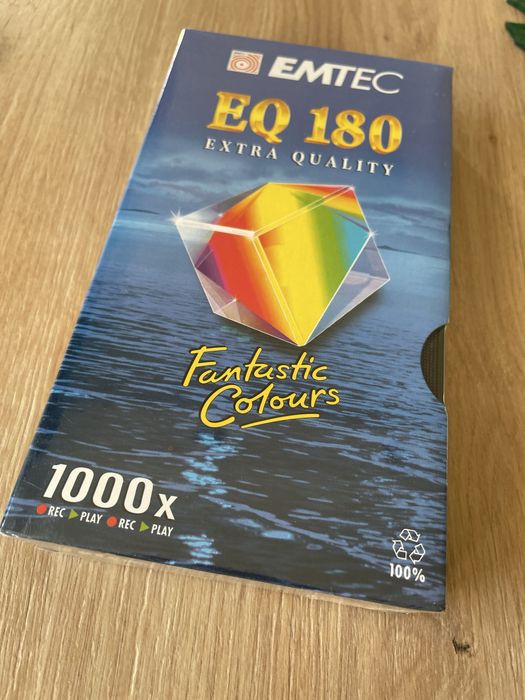 EMTEC
EQ 180
EXTRA QUALITY
Fantastic
Colours
1000x
REC PLAY REC PLAY
100%